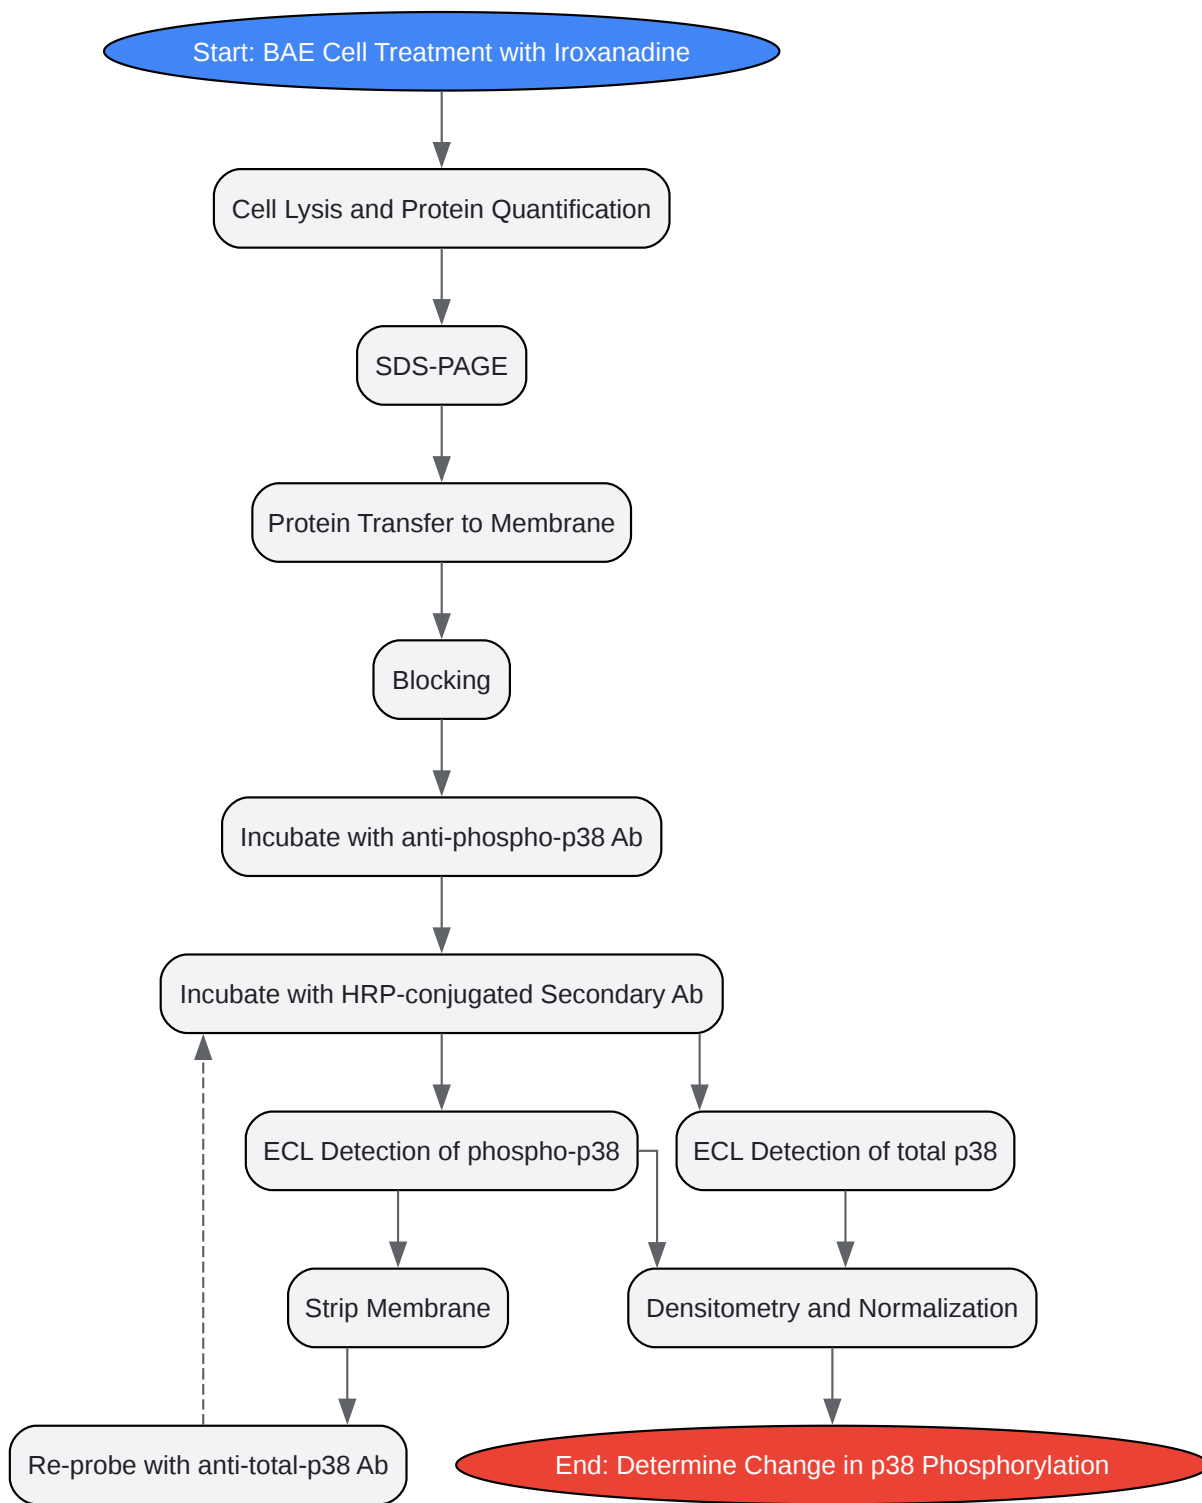 Start: BAE Cell Treatment with Iroxanadine
Cell Lysis and Protein Quantification
SDS-PAGE
Protein Transfer to Membrane
Blocking
Incubate with anti-phospho-p38 Ab
Incubate with HRP-conjugated Secondary Ab
ECL Detection of phospho-p38
ECL Detection of total p38
Strip Membrane
Densitometry and Normalization
Re-probe with anti-total-p38 Ab
End: Determine Change in p38 Phosphorylation